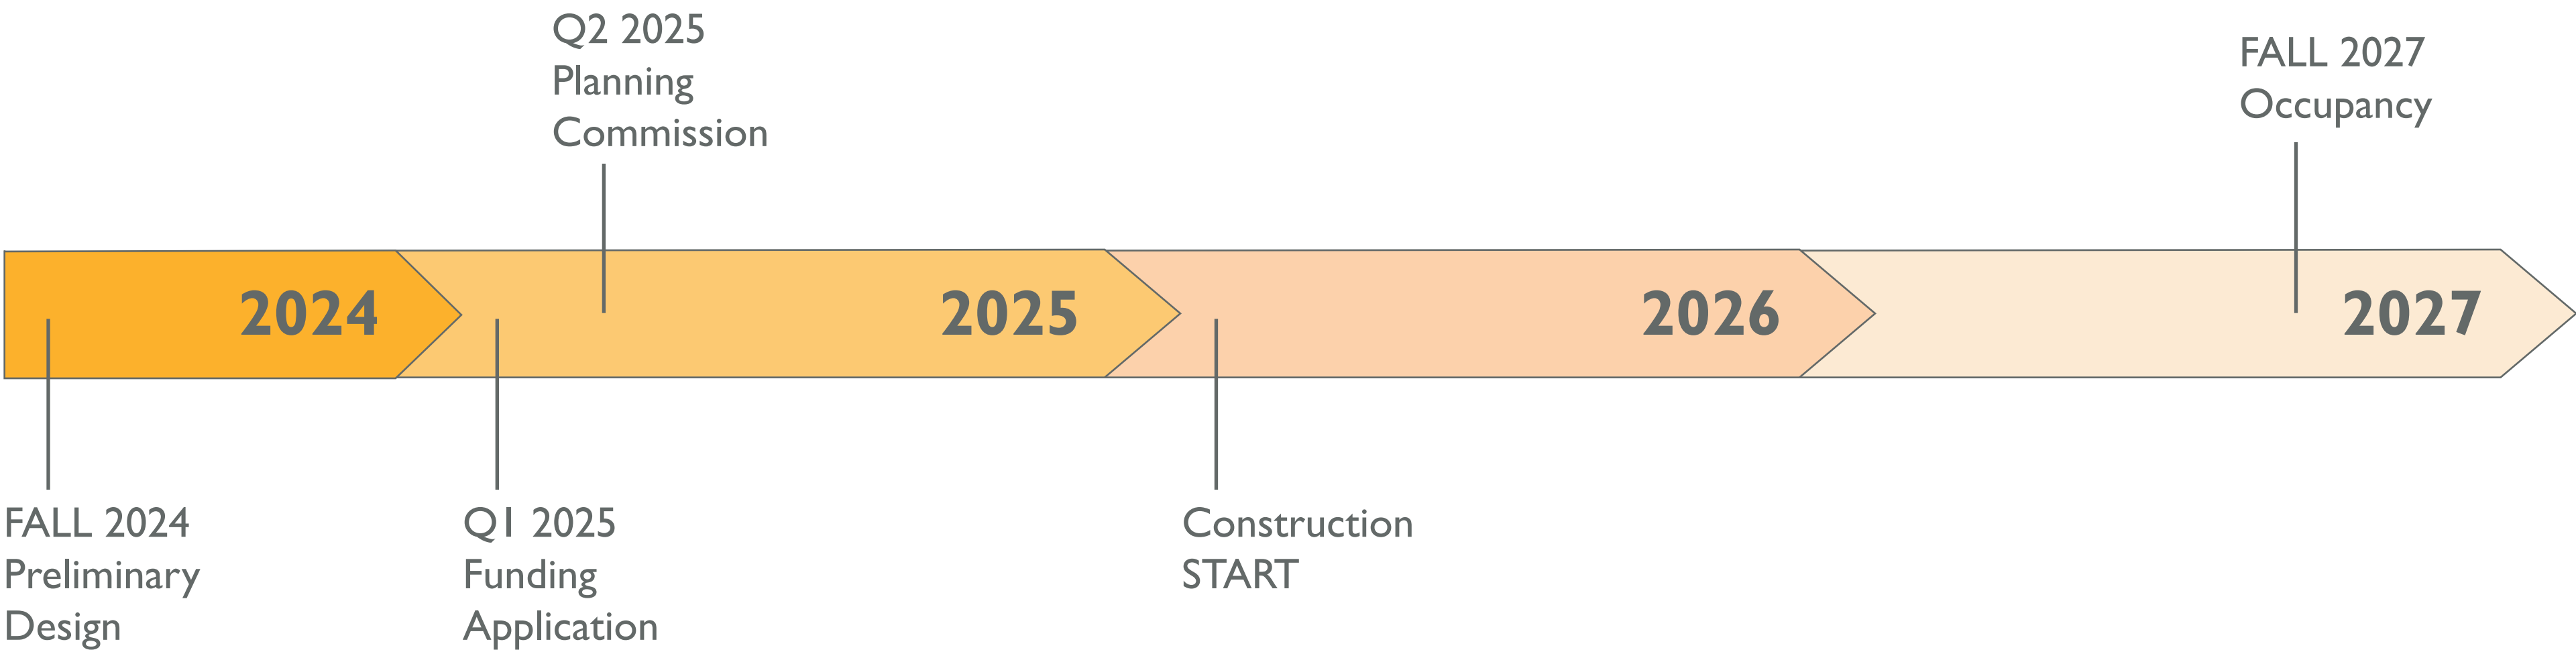 Q2 2025
Planning
Commission
FALL 2027
Occupancy
2024
2025
2026
2027
FALL 2024
Preliminary
Design
Q1 2025
Funding
Application
Construction
START